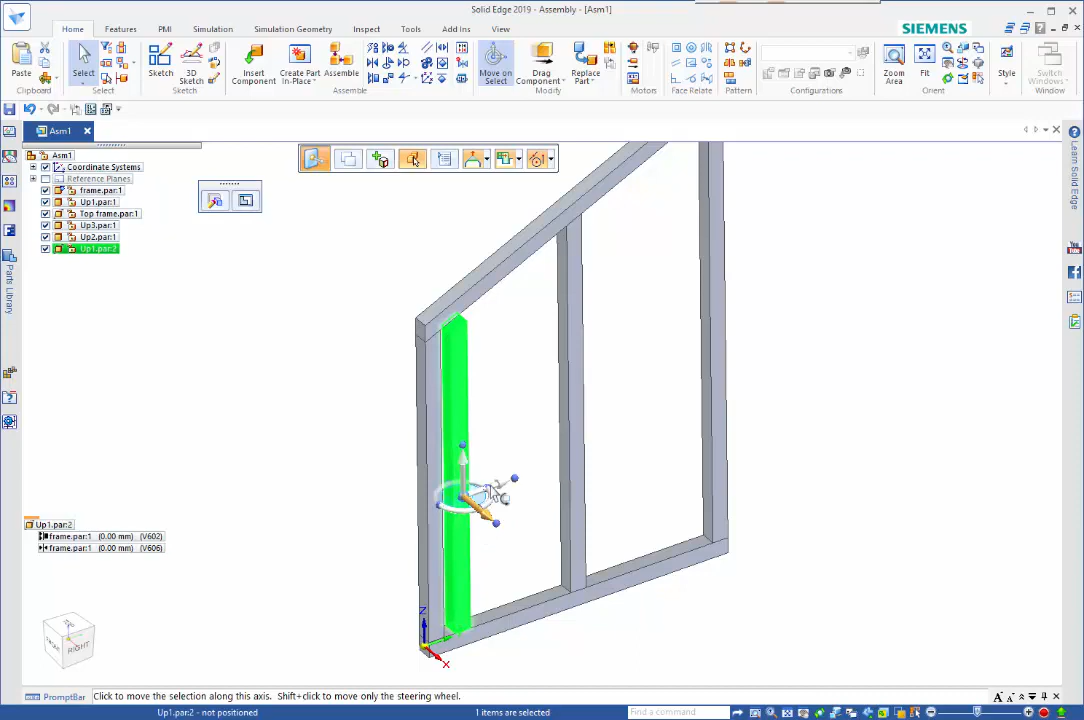 Solid Edge 2019 - Assembly - [Asm1]
Home
Features
PMI
Simulation
Simulation Geometry
Inspect
Tools
Add Ins
View
SIEMENS
Paste
Select
Sketch
3D Sketch
Insert Component
Create Part In-Place
Assemble
Move on Select
Drag Component
Replace Part
Zoom Area
Fit
Style
Switch Windows
Clipboard
Select
Sketch
Assemble
Modify
Motors
Face Relate
Pattern
Configurations
Orient
Window
Asm1
Asm1
Coordinate Systems
Reference Planes
frame.par:1
Up1.par:1
Top frame.par:1
Up3.par:1
Up2.par:1
Up1.par:2
Learn Solid Edge
Parts Library
Up1.par:2
frame.par:1 (0.00 mm) (V602)
frame.par:1 (0.00 mm) (V606)
Z
X
RIGHT
PromptBar
Click to move the selection along this axis. Shift+click to move only the steering wheel.
Up1.par:2 - not positioned
1 items are selected
Find a command